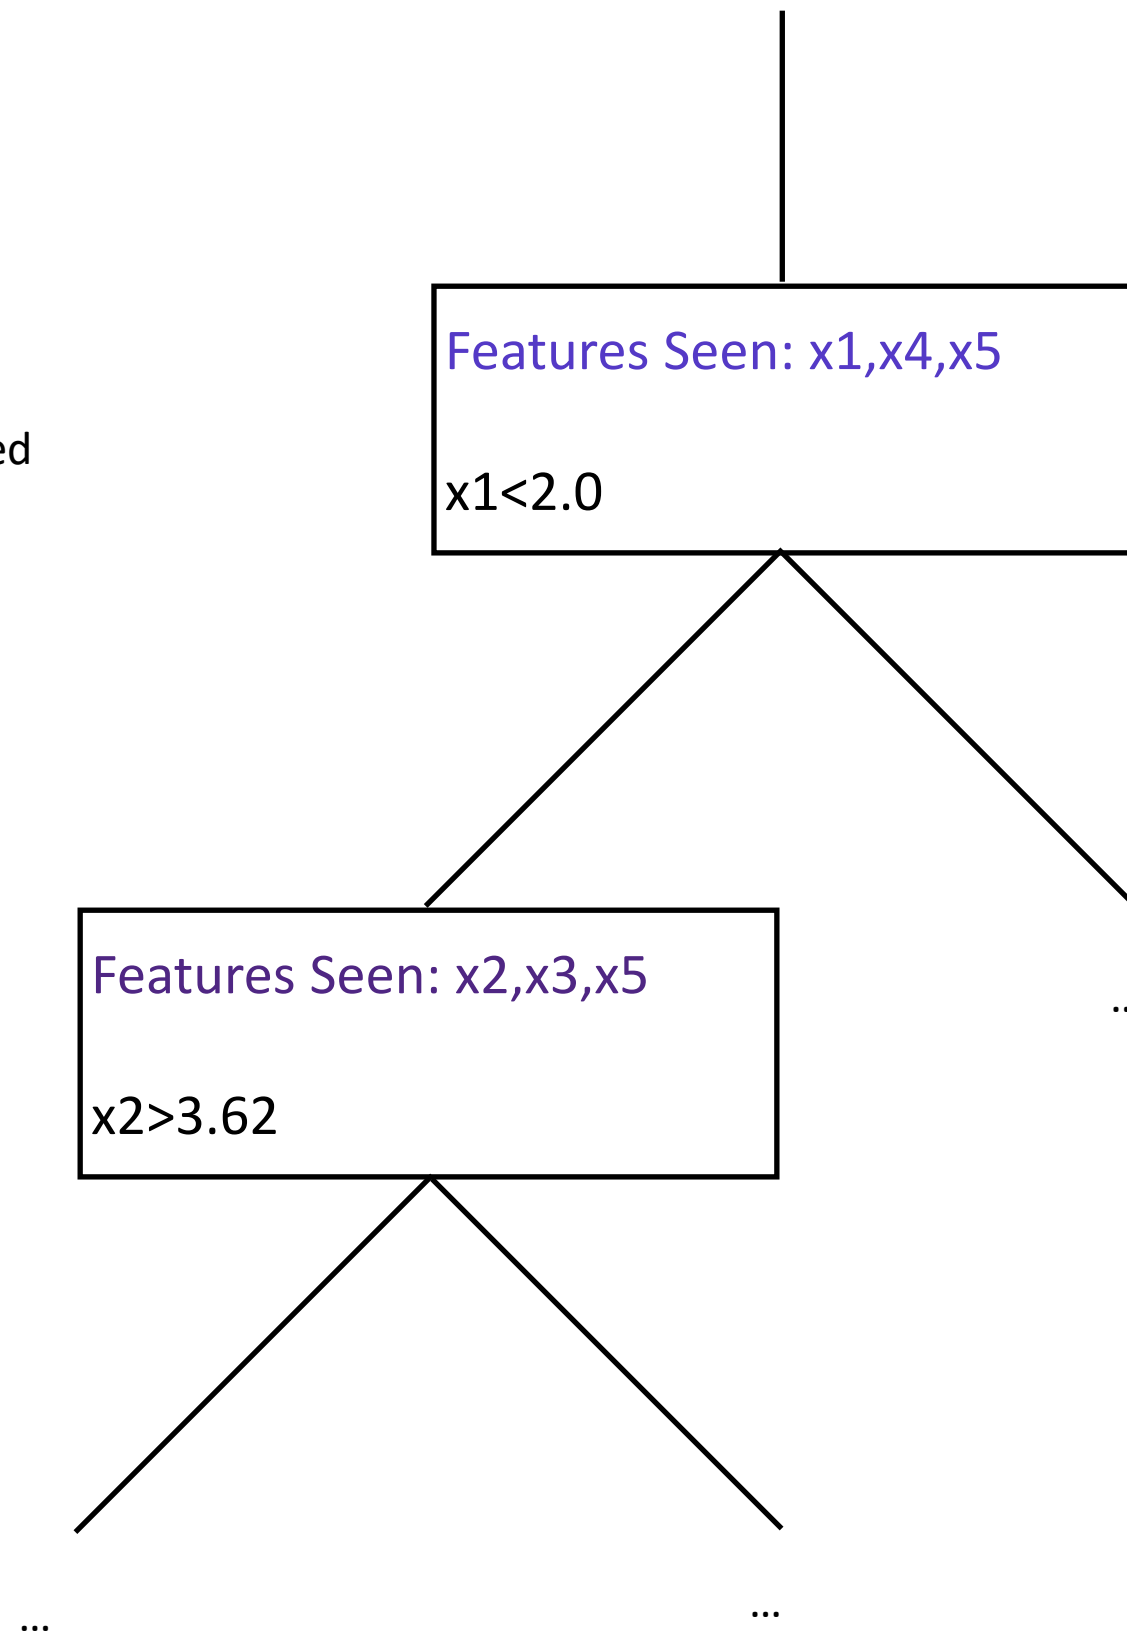 Features Seen: x1,x4,x5
x1<2.0
Features Seen: x2,x3,x5
x2>3.62
...
...